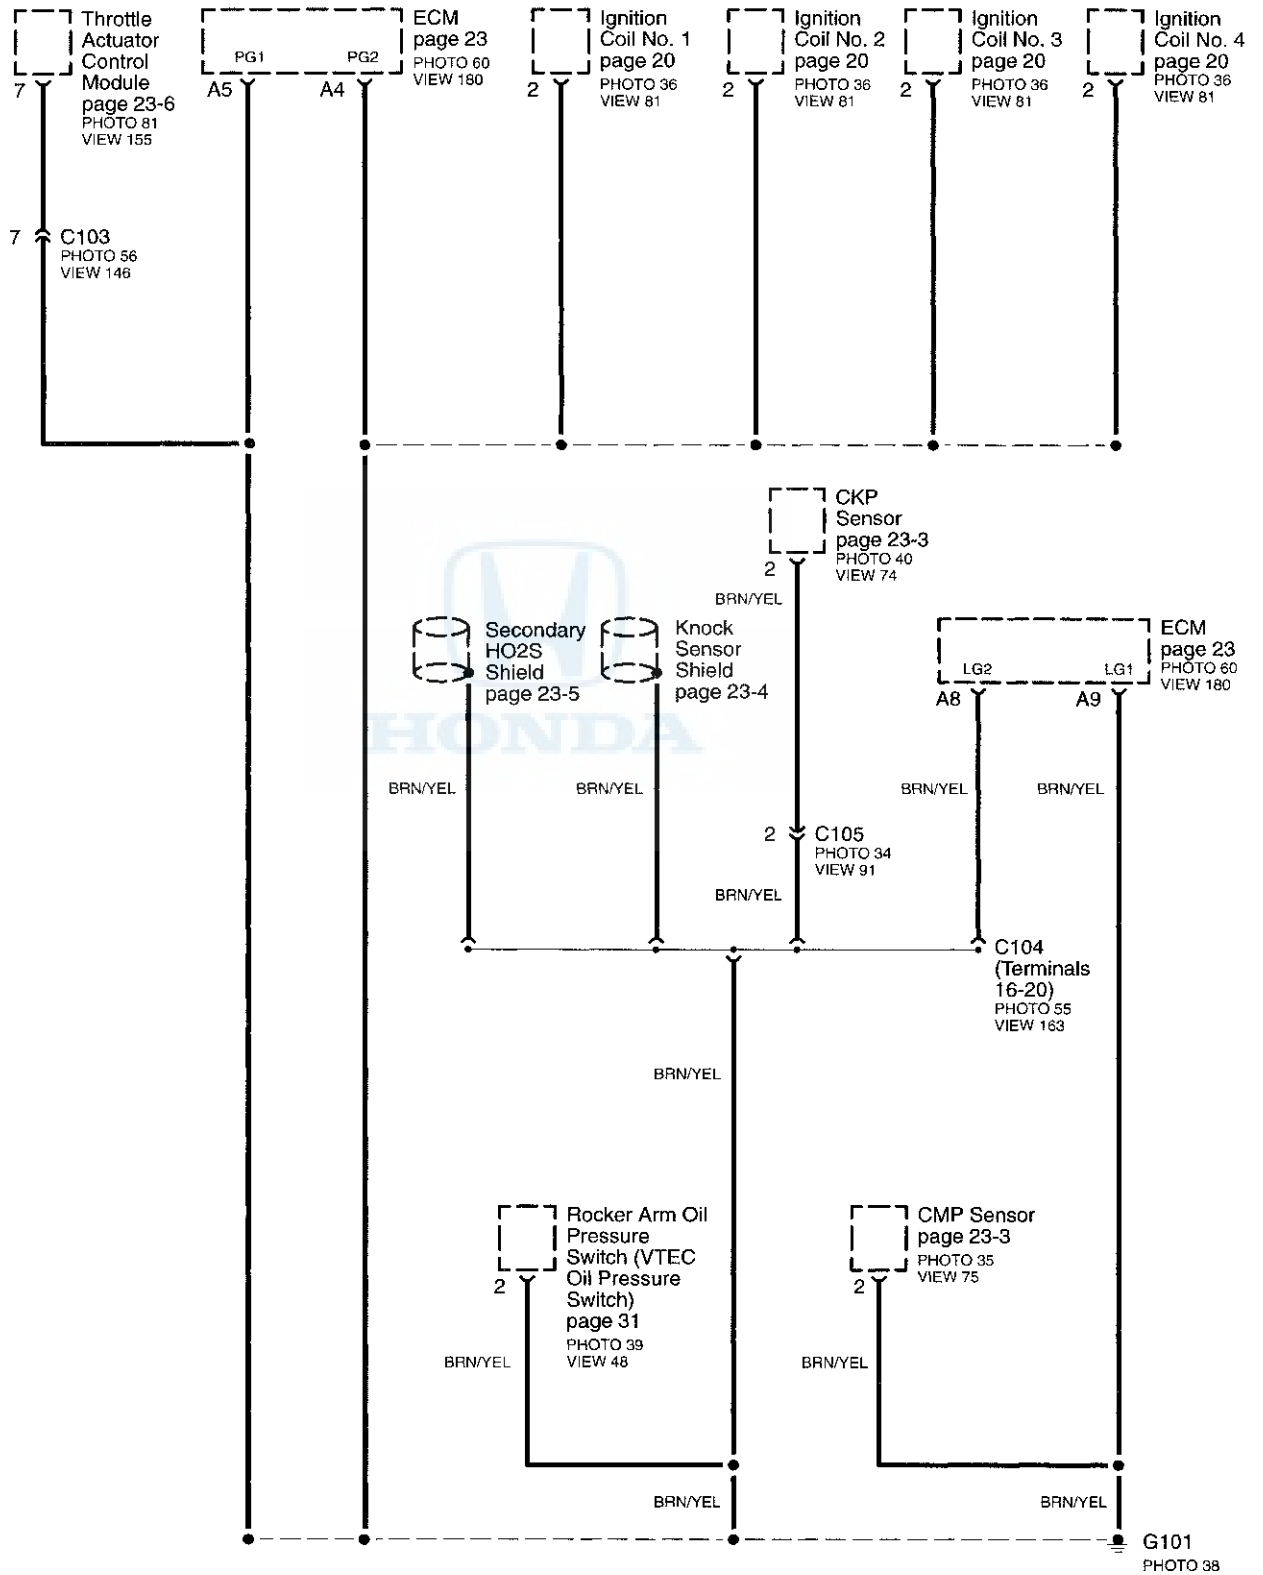 Throttle
Actuator
Control
Module
page 23-6
PHOTO 81
VIEW 155
7
PG1
PG2
A5
A4
ECM
page 23
PHOTO 60
VIEW 180
Ignition
Coil No. 1
page 20
PHOTO 36
VIEW 81
2
Ignition
Coil No. 2
page 20
PHOTO 36
VIEW 81
2
Ignition
Coil No. 3
page 20
PHOTO 36
VIEW 81
2
Ignition
Coil No. 4
page 20
PHOTO 36
VIEW 81
2
7
C103
PHOTO 56
VIEW 146
CKP
Sensor
page 23-3
PHOTO 40
VIEW 74
2
BRN/YEL
Secondary
HO2S
Shield
page 23-5
Knock
Sensor
Shield
page 23-4
LG2
LG1
A8
A9
ECM
page 23
PHOTO 60
VIEW 180
HONDA
BRN/YEL
BRN/YEL
BRN/YEL
BRN/YEL
2
C105
PHOTO 34
VIEW 91
BRN/YEL
C104
(Terminals
16-20)
PHOTO 55
VIEW 163
BRN/YEL
Rocker Arm Oil
Pressure
Switch (VTEC
Oil Pressure
Switch)
page 31
PHOTO 39
VIEW 48
2
BRN/YEL
CMP Sensor
page 23-3
PHOTO 35
VIEW 75
2
BRN/YEL
BRN/YEL
BRN/YEL
G101
PHOTO 38